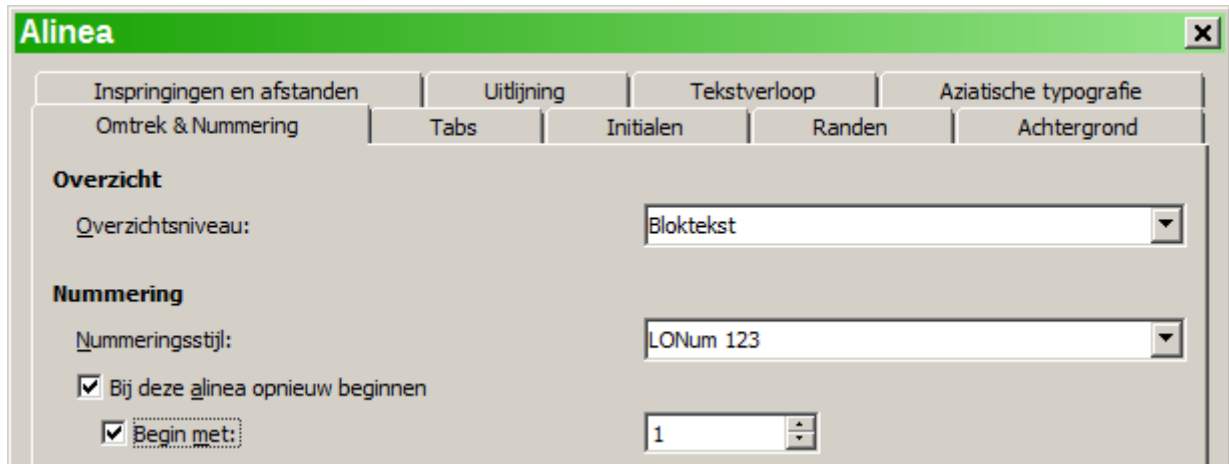 Alinea
Inspringingen en afstanden Uitlijning Tekstverloop Aziatische typografie
Omtrek & Nummering Tabs Initialen Randen Achtergrond
Overzicht
Overzichtsniveau: Bloktekst
Nummering
Nummeringsstijl: LONum 123
Bij deze alinea opnieuw beginnen
Begin met: 1